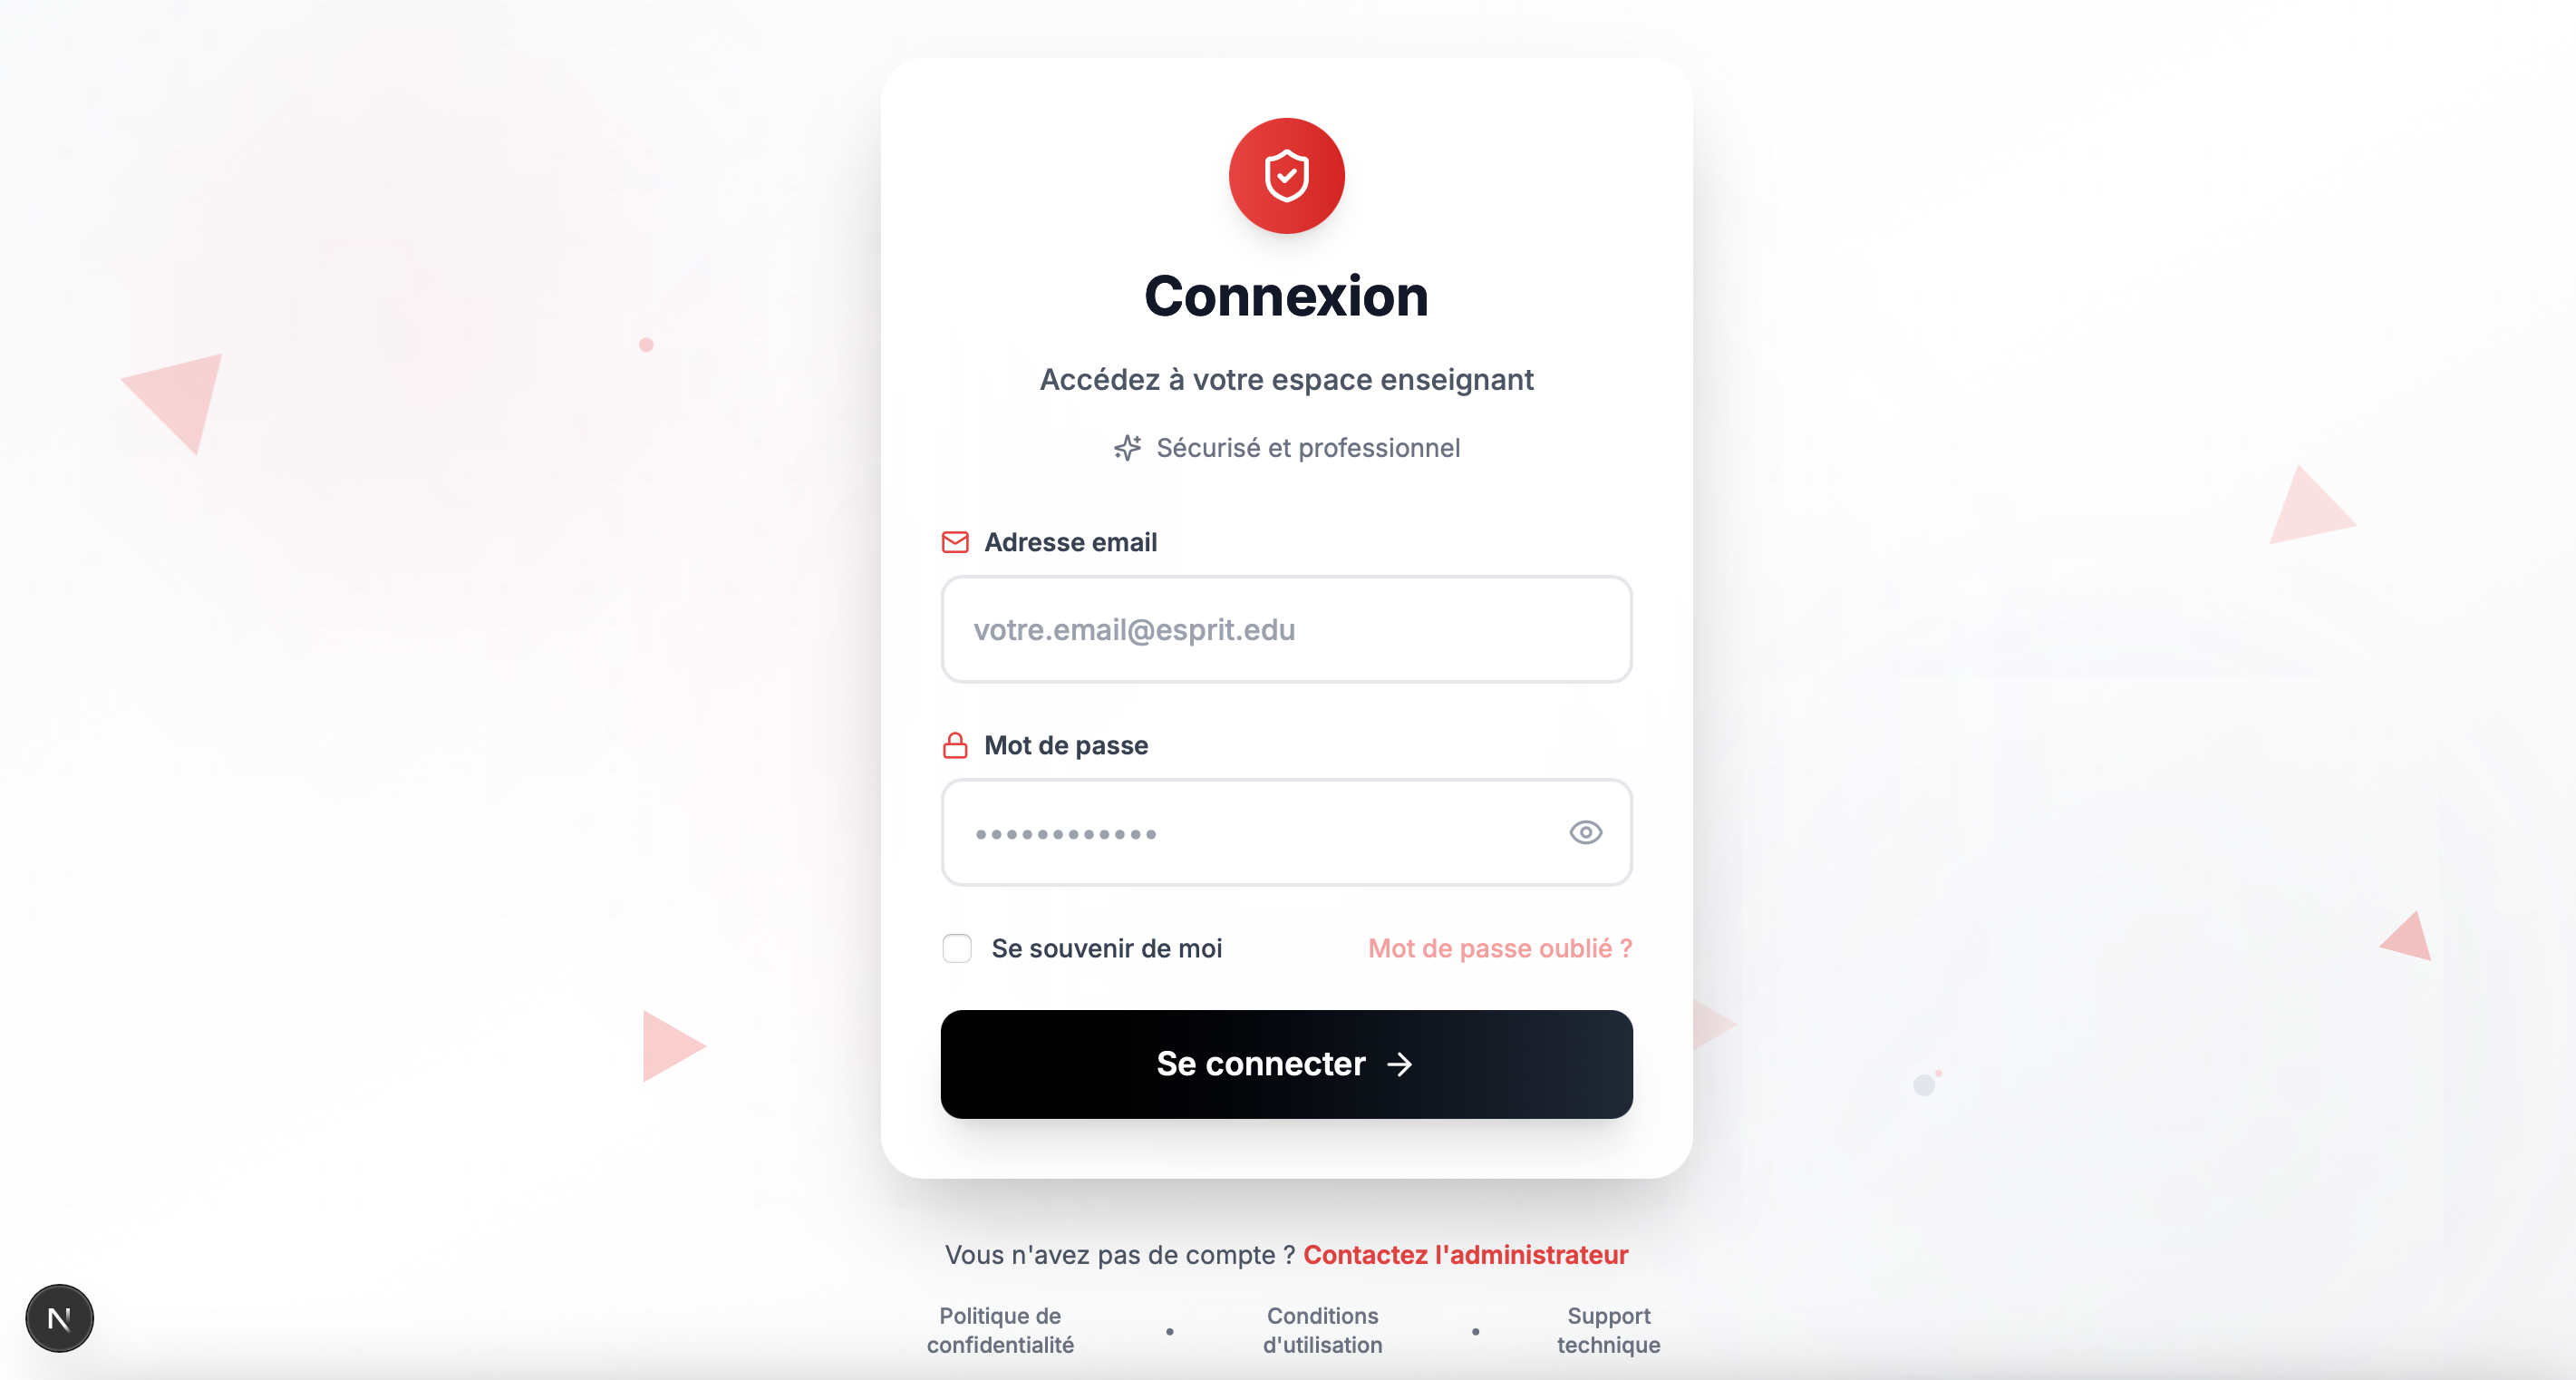 Connexion
Accédez à votre espace enseignant
Sécurisé et professionnel
Adresse email
votre.email@esprit.edu
Mot de passe
••••••••••••
Se souvenir de moi
Mot de passe oublié ?
Se connecter →
Vous n'avez pas de compte ? Contactez l'administrateur
Politique de confidentialité • Conditions d'utilisation • Support technique
N